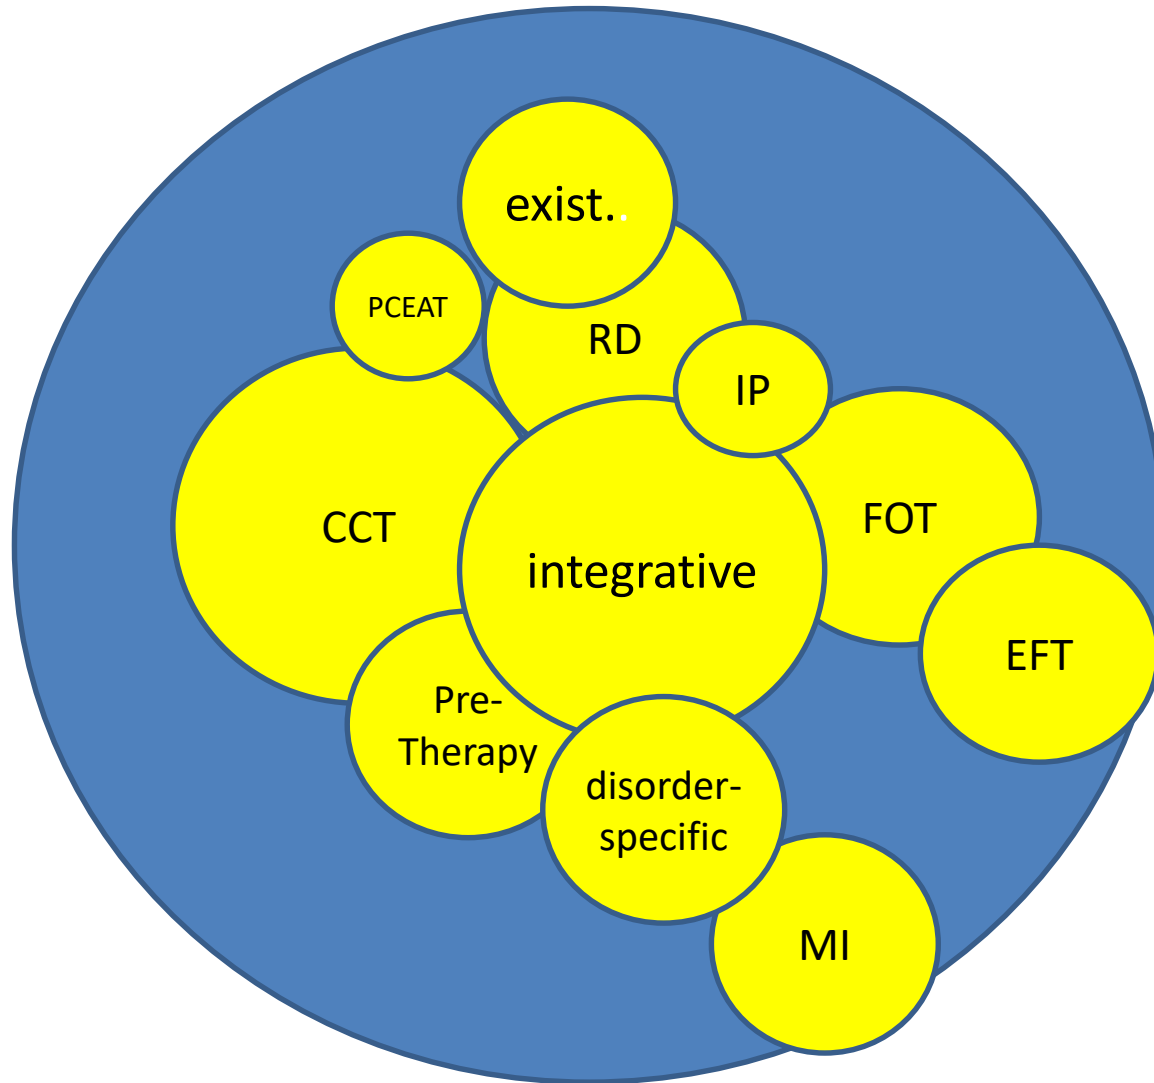 exist..
PCEAT
RD
IP
CCT
FOT
integrative
EFT
Pre-
Therapy
disorder-
specific
MI